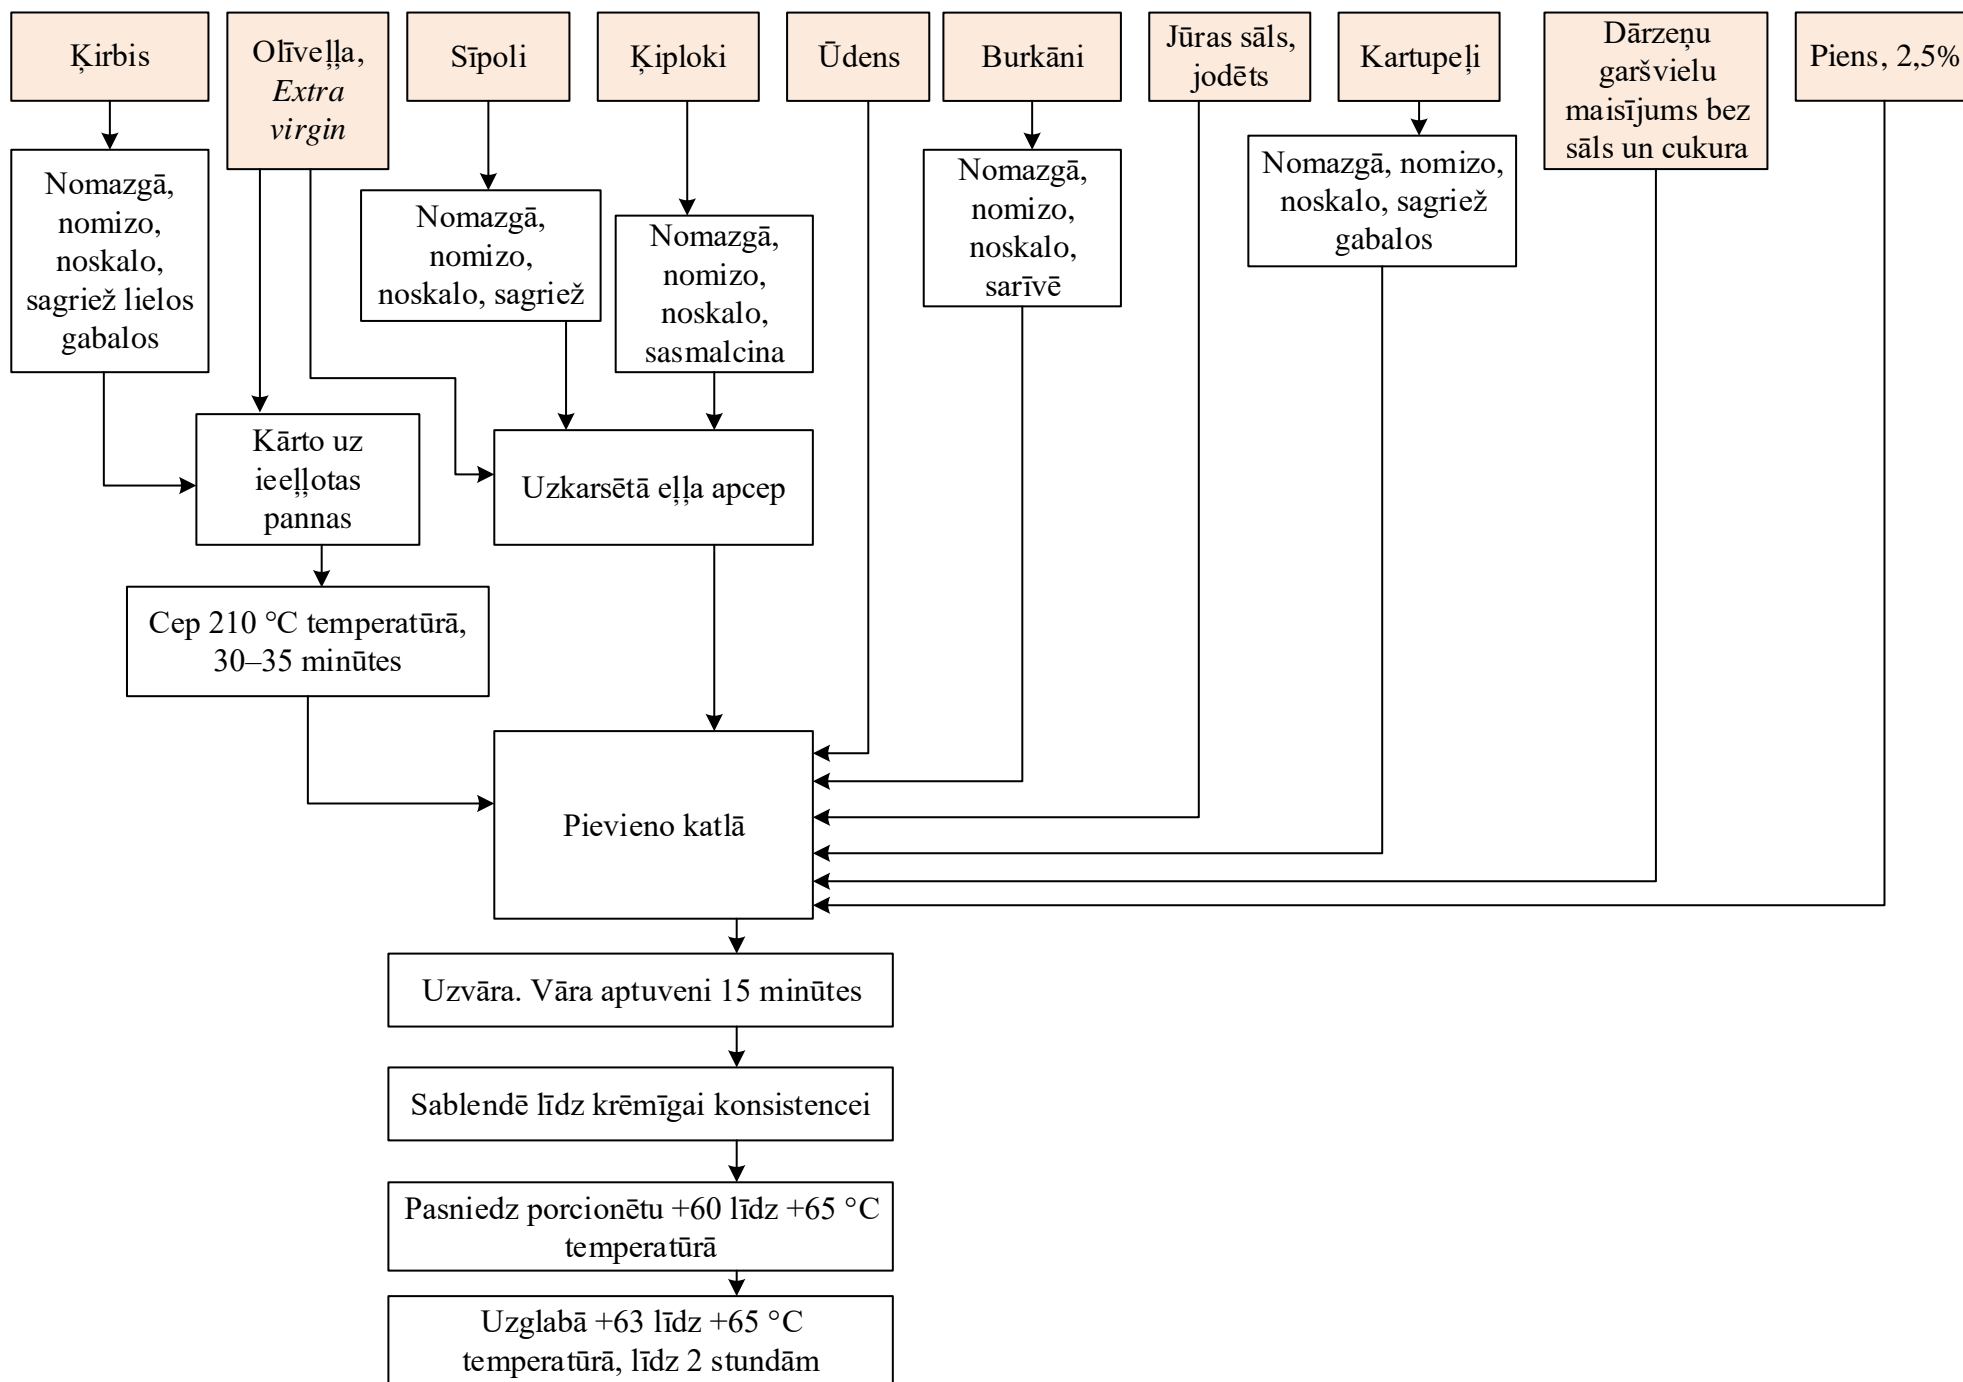 Ķirbis
Olīveļļa,
Extra
virgin
Sīpoli
Ķiploki
Ūdens
Burkāni
Jūras sāls,
jodēts
Kartupeļi
Dārzeņu
garšvielu
maisījums bez
sāls un cukura
Piens, 2,5%
Nomazgā,
nomizo,
noskalo,
sagriež lielos
gabalos
Nomazgā,
nomizo,
noskalo, sagriež
Nomazgā,
nomizo,
noskalo,
sasmalcina
Nomazgā,
nomizo,
noskalo,
sarīvē
Nomazgā, nomizo,
noskalo, sagriež
gabalos
Kārto uz
ieeļļotas
pannas
Uzkarsētā eļļa apcep
Cep 210 °C temperatūrā,
30–35 minūtes
Pievieno katlā
Uzvāra. Vāra aptuveni 15 minūtes
Sablendē līdz krēmīgai konsistencei
Pasniedz porcionētu +60 līdz +65 °C
temperatūrā
Uzglabā +63 līdz +65 °C
temperatūrā, līdz 2 stundām